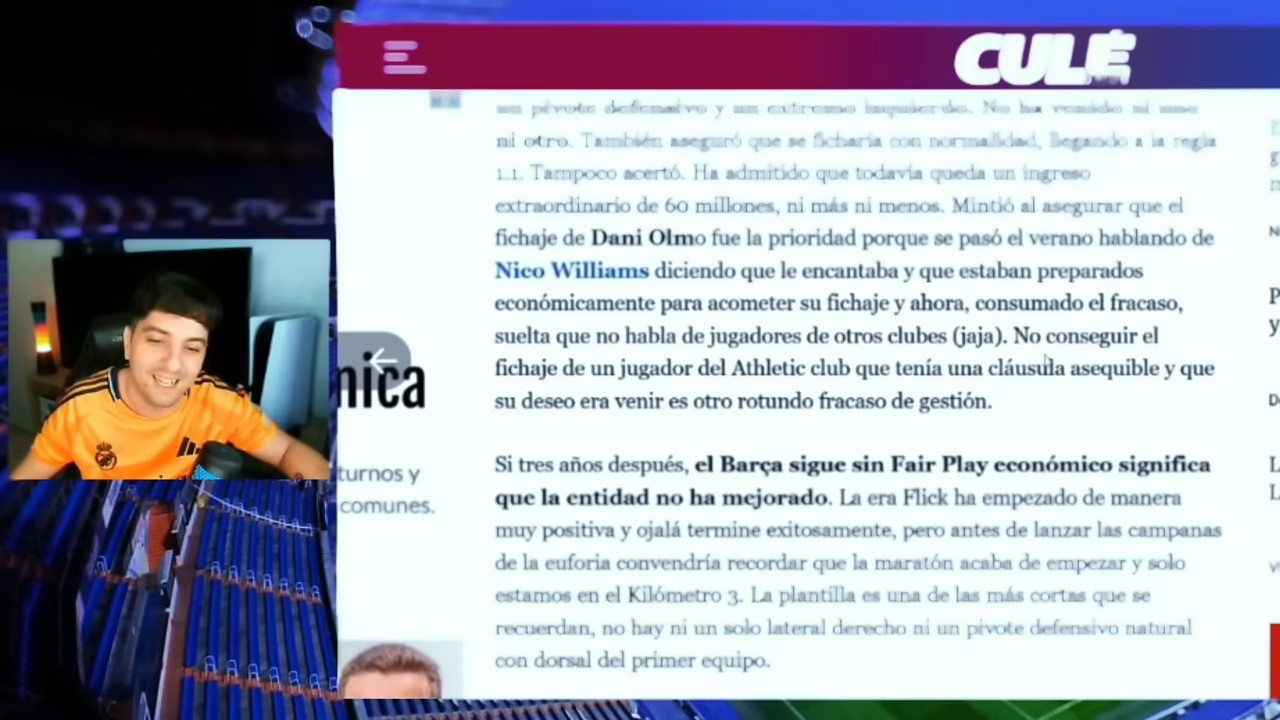 CULÉ
un pivote defensivo y un extremo izquierdo. No ha venido ni uno
ni otro. También aseguró que se ficharía con normalidad, llegando a la regla
1.1. Tampoco acertó. Ha admitido que todavía queda un ingreso
extraordinario de 60 millones, ni más ni menos. Mintió al asegurar que el
fichaje de Dani Olmo fue la prioridad porque se pasó el verano hablando de
Nico Williams diciendo que le encantaba y que estaban preparados
económicamente para acometer su fichaje y ahora, consumado el fracaso,
suelta que no habla de jugadores de otros clubes (jaja). No conseguir el
fichaje de un jugador del Athletic club que tenía una cláusula asequible y que
su deseo era venir es otro rotundo fracaso de gestión.
nica
turnos y
comunes.
Si tres años después, el Barça sigue sin Fair Play económico significa
que la entidad no ha mejorado. La era Flick ha empezado de manera
muy positiva y ojalá termine exitosamente, pero antes de lanzar las campanas
de la euforia convendría recordar que la maratón acaba de empezar y solo
estamos en el Kilómetro 3. La plantilla es una de las más cortas que se
recuerdan, no hay ni un solo lateral derecho ni un pivote defensivo natural
con dorsal del primer equipo.